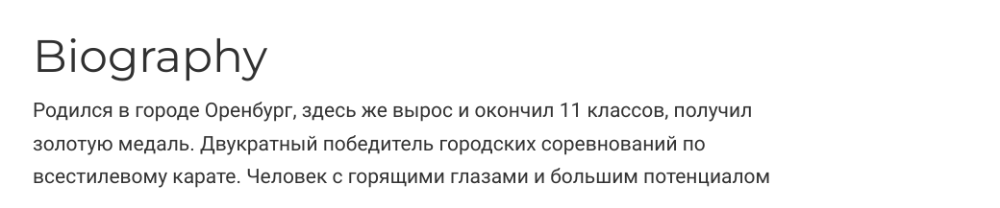 Biography
Родился в городе Оренбург, здесь же вырос и окончил 11 классов, получил
золотую медаль. Двукратный победитель городских соревнований по
всестилевому карате. Человек с горящими глазами и большим потенциалом